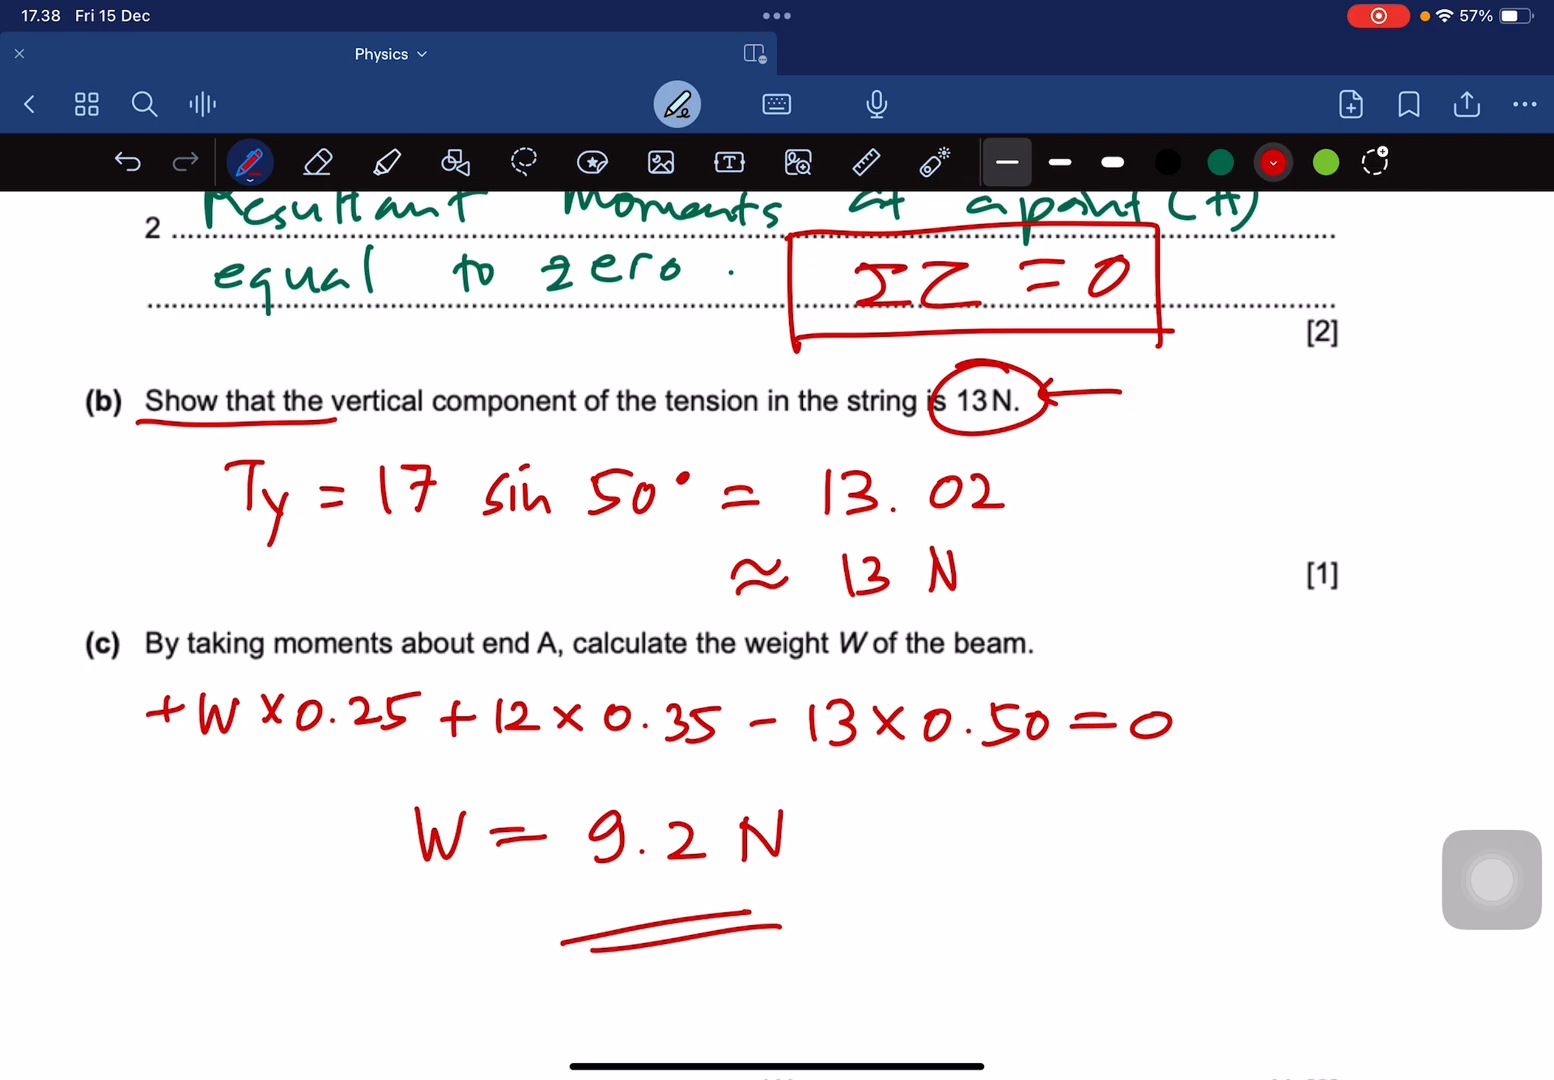 17.38 Fri 15 Dec
57%
Physics
Resultant moments at a point (A)
2
equal to zero.
Στ = 0
[2]
(b) Show that the vertical component of the tension in the string is 13 N.
Ty = 17 sin 50° = 13.02
≈ 13 N
[1]
(c) By taking moments about end A, calculate the weight W of the beam.
+W × 0.25 + 12 × 0.35 - 13 × 0.50 = 0
W = 9.2 N